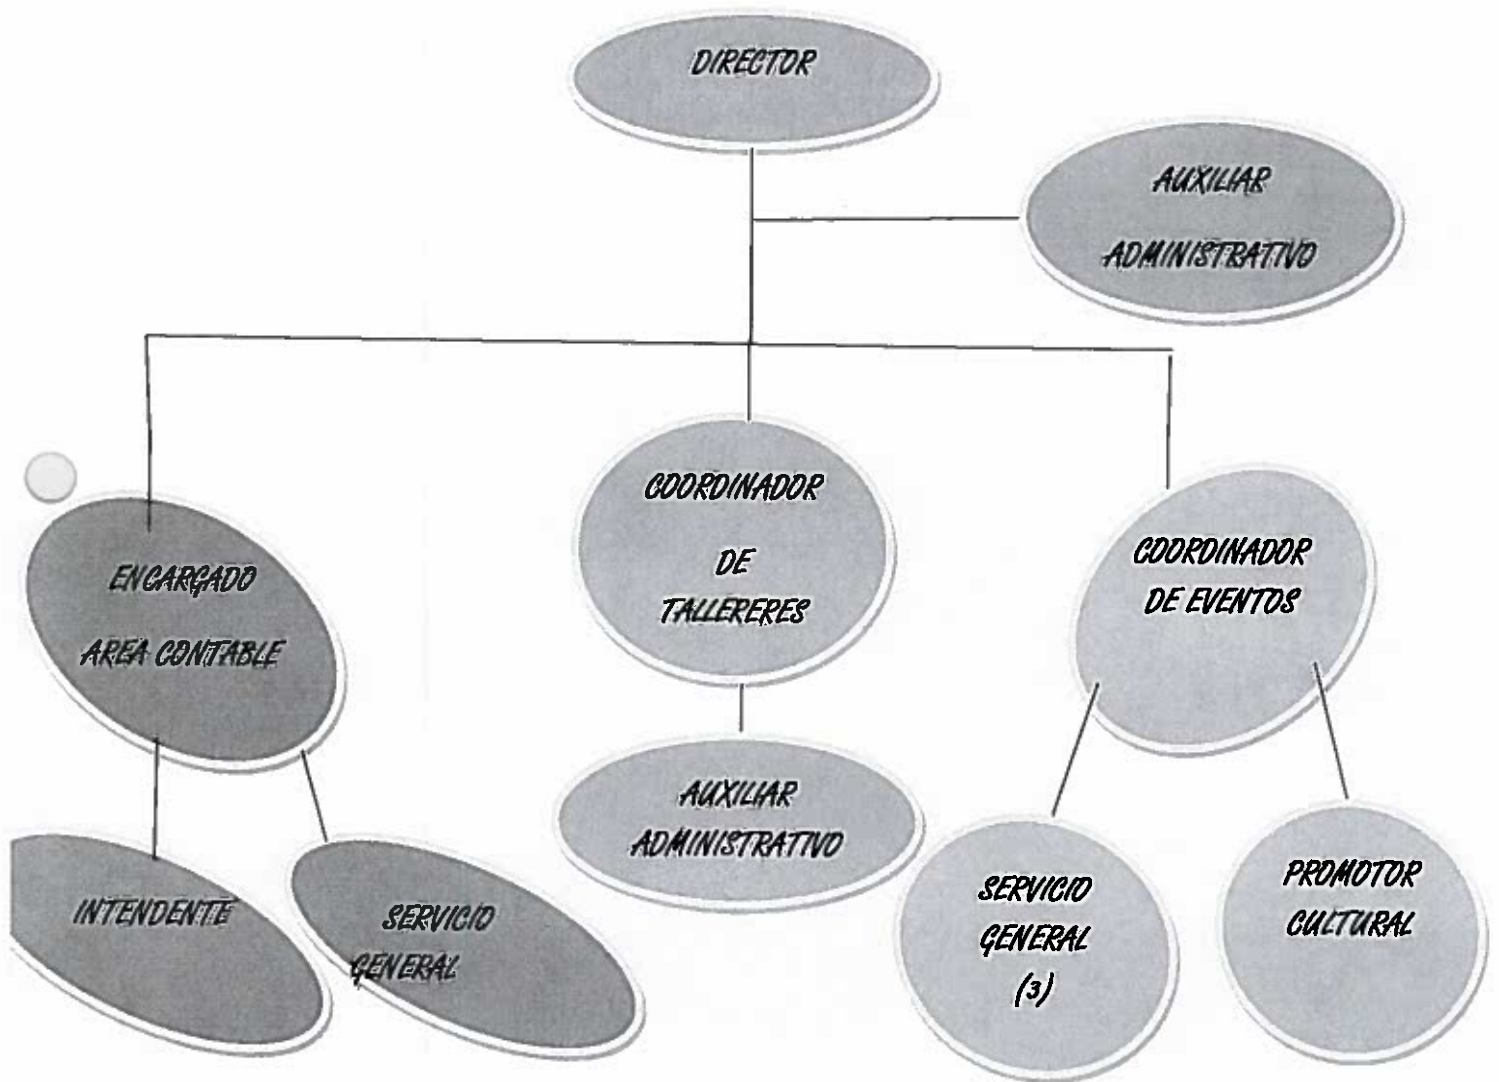 DIRECTOR
AUXILIAR
ADMINISTRATIVO
ENCARGADO
AREA CONTABLE
COORDINADOR
DE
TALLERERES
COORDINADOR
DE EVENTOS
INTENDENTE
SERVICIO
GENERAL
AUXILIAR
ADMINISTRATIVO
SERVICIO
GENERAL
(3)
PROMOTOR
CULTURAL